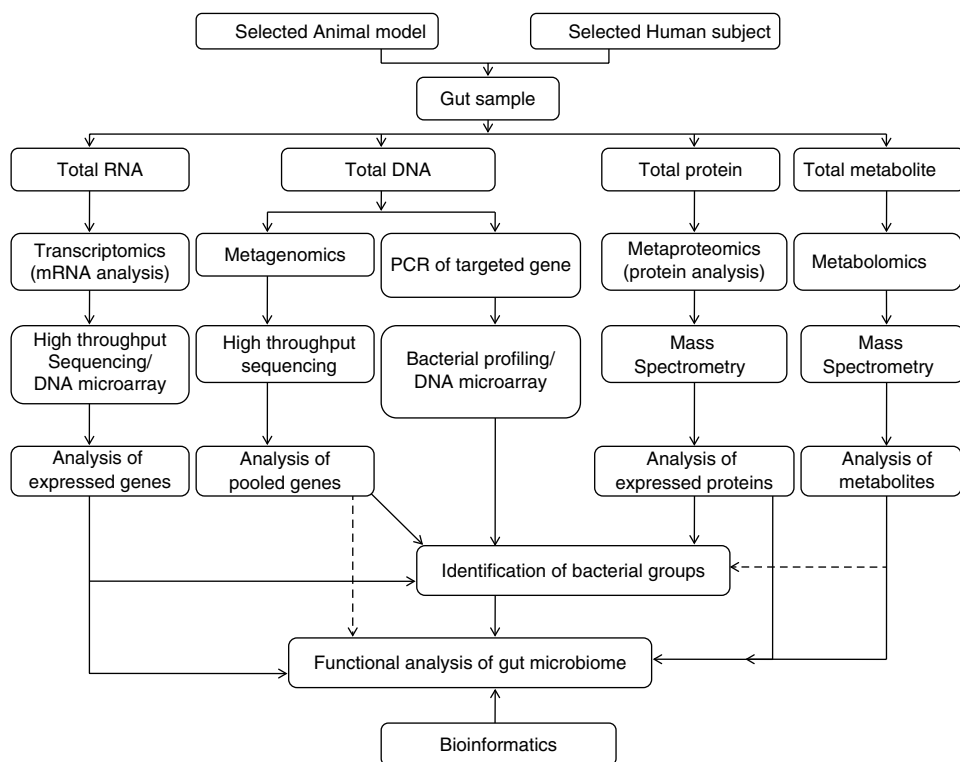 Selected Animal model
Selected Human subject
Gut sample
Total RNA
Total DNA
Total protein
Total metabolite
Transcriptomics
(mRNA analysis)
Metagenomics
PCR of targeted gene
Metaproteomics
(protein analysis)
Metabolomics
High throughput
Sequencing/
DNA microarray
High throughput
sequencing
Bacterial profiling/
DNA microarray
Mass
Spectrometry
Mass
Spectrometry
Analysis of
expressed genes
Analysis of
pooled genes
Analysis of
expressed proteins
Analysis of
metabolites
Identification of bacterial groups
Functional analysis of gut microbiome
Bioinformatics